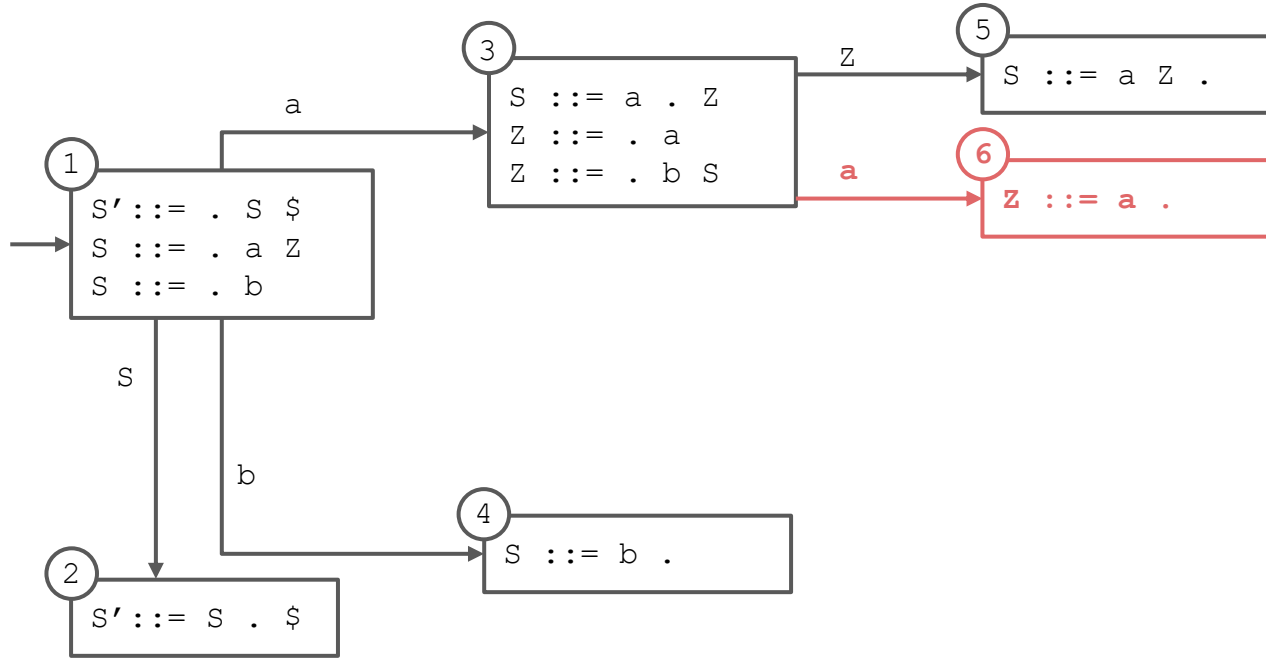 3
S ::= a . Z
Z ::= . a
Z ::= . b S
Z
5
S ::= a Z .
a
1
S'::= . S $
S ::= . a Z
S ::= . b
a
6
Z ::= a .
S
b
4
S ::= b .
2
S'::= S . $